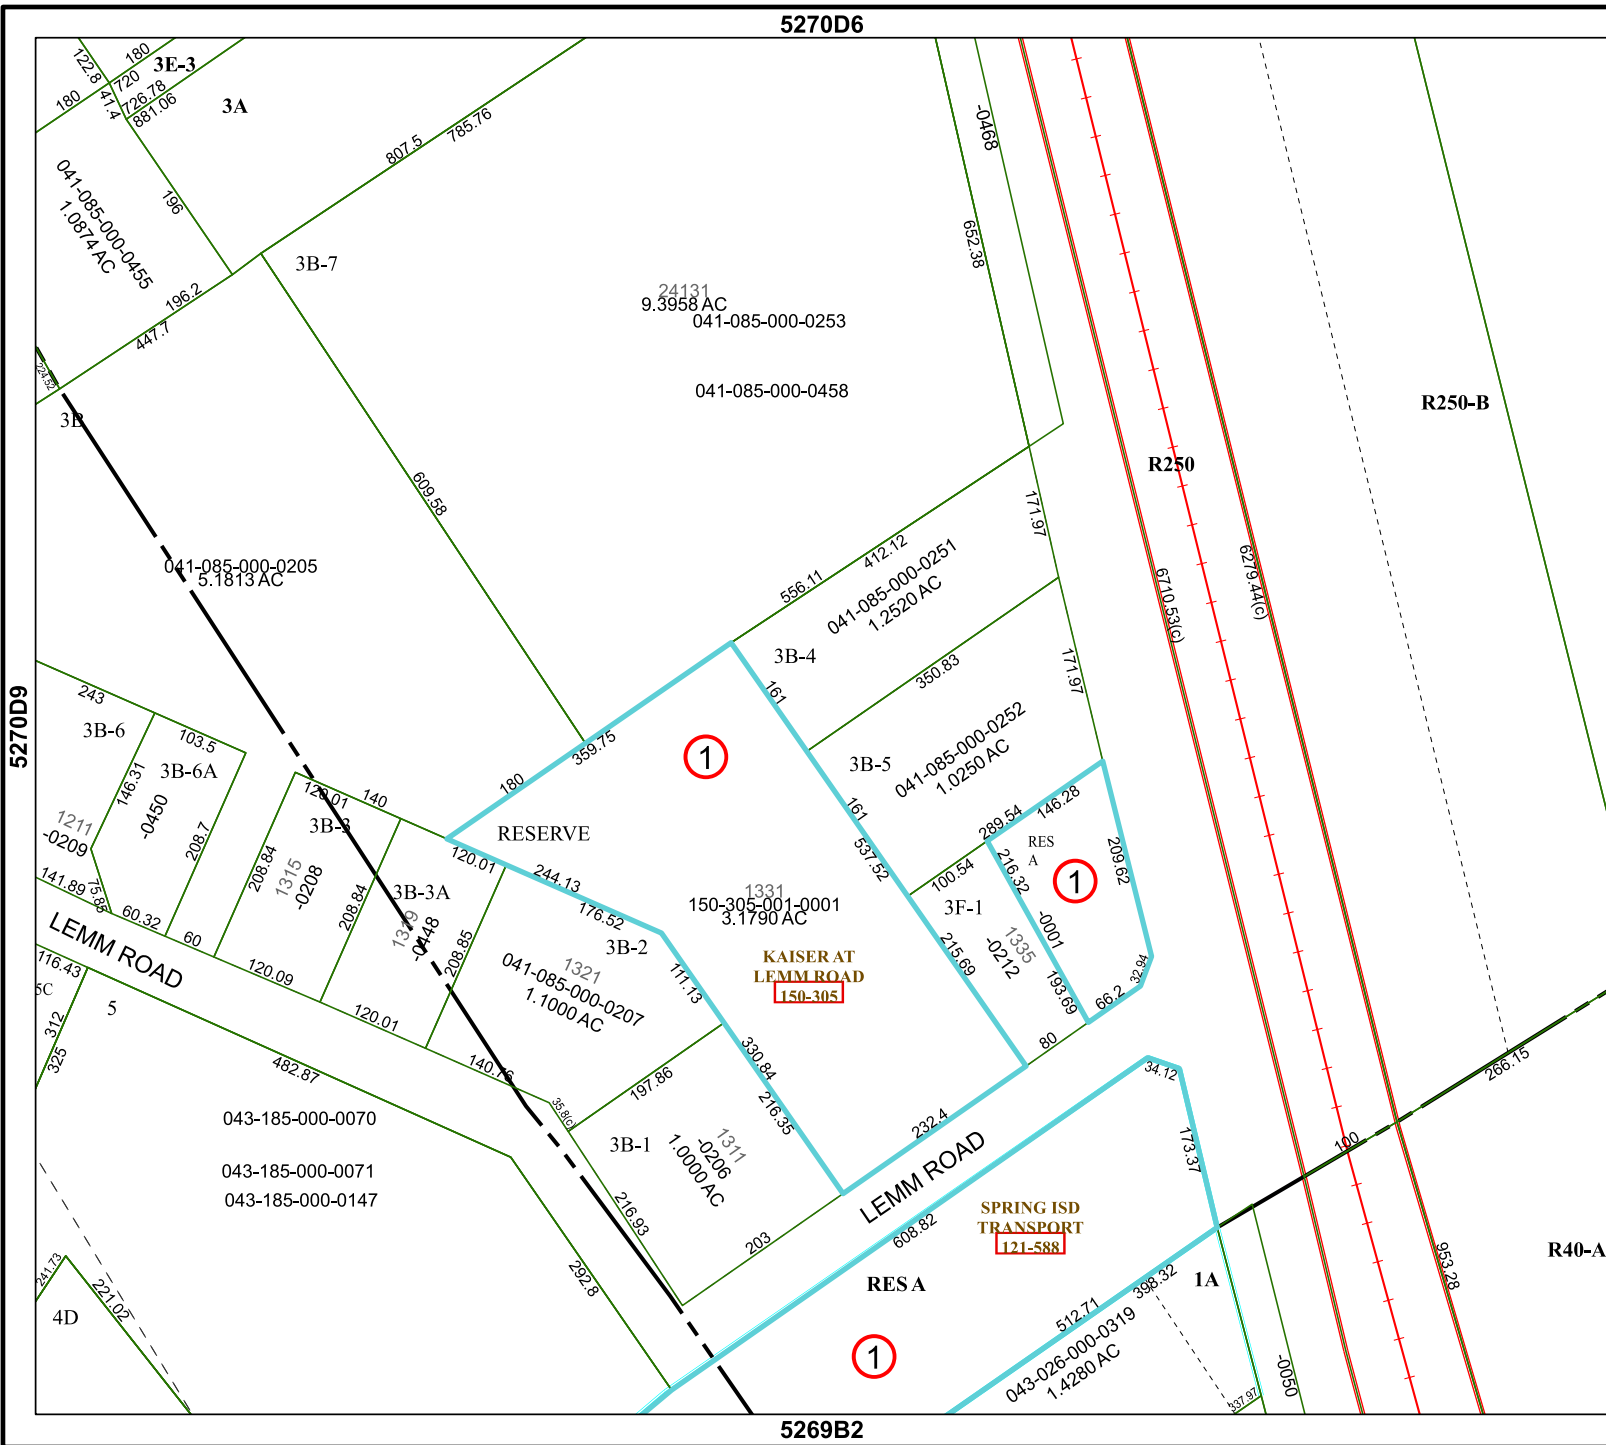 5270D6
122.8
180
3E-3
720
726.78
881.06
41.4
180
3A
807.5
785.76
-0468
041-085-000-0455
1.0874 AC
196
196.2
447.7
224.52
3B
3B-7
24131
9.3958 AC
041-085-000-0253
041-085-000-0458
652.38
R250
R250-B
609.58
171.97
041-085-000-0205
5.1813 AC
556.11
412.12
041-085-000-0251
1.2520 AC
6710.53(c)
6279.44(c)
3B-4
350.83
171.97
5270D9
243
3B-6
103.5
3B-6A
146.31
-0450
208.7
1211
-0209
141.89
75.85
60.32
60
120.01
140
3B-3
208.84
1315
-0208
208.84
3B-3A
1319
-0448
208.85
120.01
RESERVE
180
359.75
1
161
3B-5
041-085-000-0252
1.0250 AC
161
537.52
289.54
146.28
RES
A
1
209.62
216.32
100.54
3F-1
-0001
1335
-0212
193.69
32.94
66.2
215.69
80
244.13
176.52
3B-2
1331
150-305-001-0001
3.1790 AC
KAISER AT
LEMM ROAD
150-305
111.13
1321
041-085-000-0207
1.1000 AC
LEMM ROAD
116.43
5C
5
312
325
120.09
120.01
140.76
482.87
35.8(c)
197.86
330.84
216.35
3B-1
1311
-0206
1.0000 AC
216.93
203
232.4
LEMM ROAD
34.12
173.37
608.82
SPRING ISD
TRANSPORT
121-588
266.15
100
043-185-000-0070
043-185-000-0071
043-185-000-0147
292.8
241.73
221.02
4D
RES A
1
512.71
398.32
043-026-000-0319
1.4280 AC
1A
337.97
-0050
953.28
R40-A
5269B2